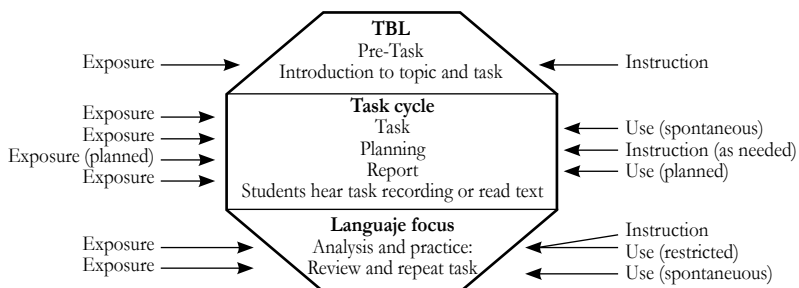 TBL
Pre-Task
Exposure
Introduction to topic and task
Instruction
Task cycle
Exposure
Task
Exposure
Use (spontaneous)
Planning
Exposure (planned)
Instruction (as needed)
Report
Exposure
Use (planned)
Students hear task recording or read text
Languaje focus
Instruction
Exposure
Analysis and practice:
Use (restricted)
Exposure
Review and repeat task
Use (spontaneuous)